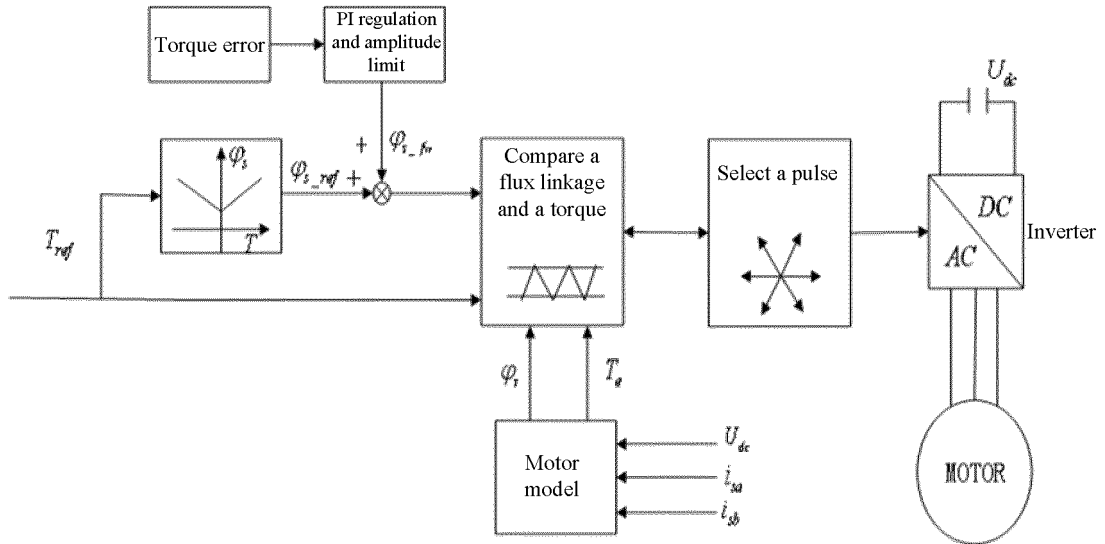 Torque error
PI regulation
and amplitude
limit
U_dc
+
φ_s_fw
φ_s
T
φ_s_ref +
T_ref
Compare a
flux linkage
and a torque
Select a pulse
DC
AC
Inverter
φ_s
T_e
Motor
model
U_dc
i_sa
i_sb
MOTOR